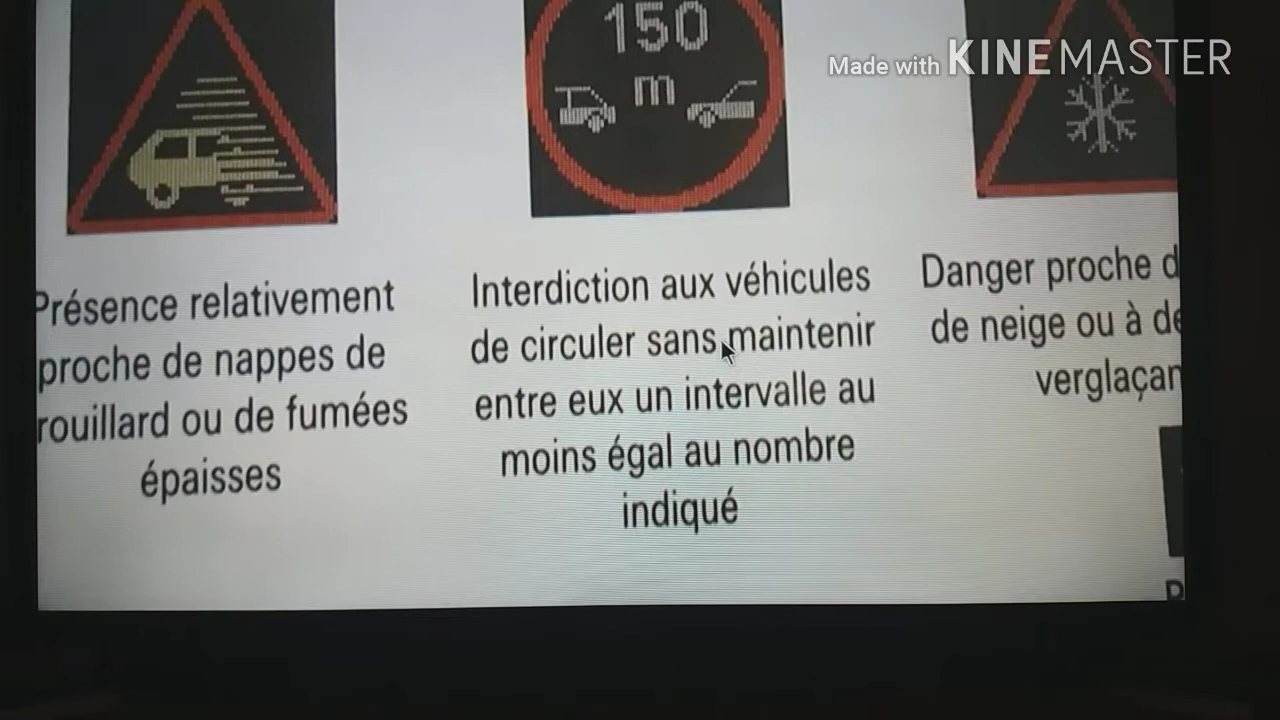 150
m
Made with KINEMASTER
Présence relativement
proche de nappes de
rouillard ou de fumées
épaisses
Interdiction aux véhicules
de circuler sans maintenir
entre eux un intervalle au
moins égal au nombre
indiqué
Danger proche d
de neige ou à de
verglaçan